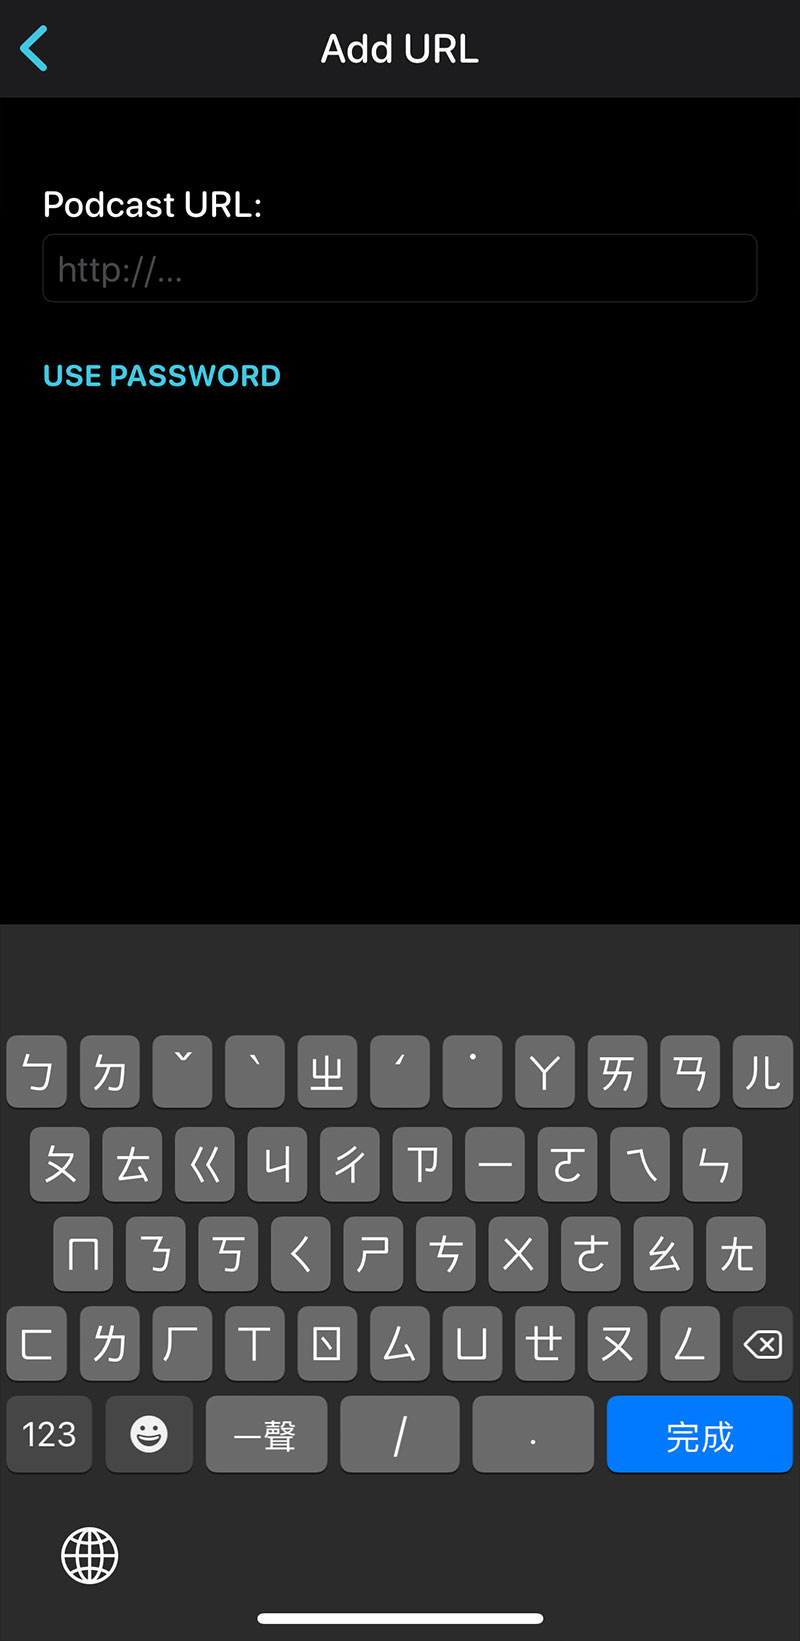 Add URL
Podcast URL:
http://...
USE PASSWORD
ㄅ ㄉ ˇ ˋ ㄓ ˊ ˙ ㄚ ㄞ ㄢ ㄦ
ㄆ ㄊ ㄍ ㄐ ㄔ ㄗ ㄧ ㄛ ㄟ ㄣ
ㄇ ㄋ ㄎ ㄑ ㄕ ㄘ ㄨ ㄜ ㄠ ㄤ
ㄈ ㄌ ㄏ ㄒ ㄖ ㄙ ㄩ ㄝ ㄡ ㄥ
123 一聲 / . 完成